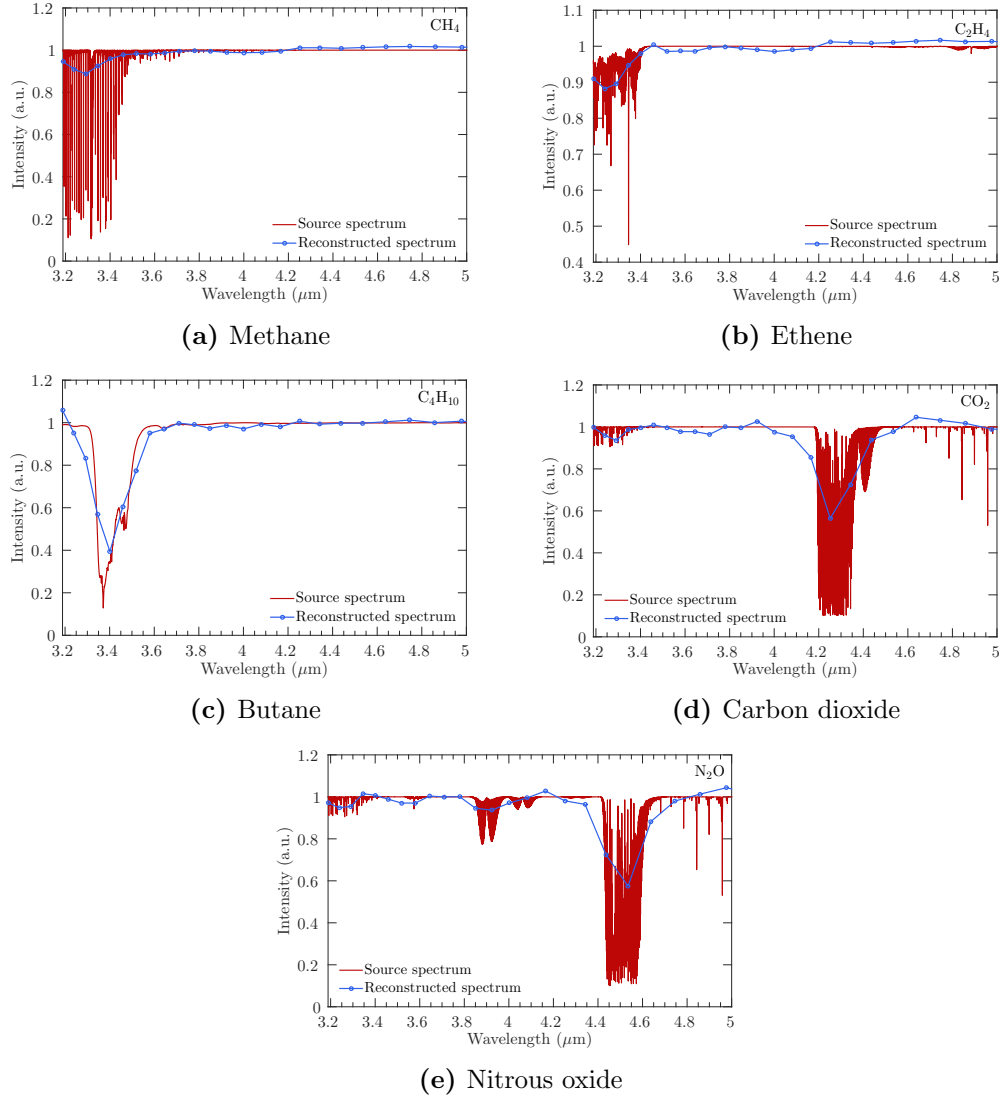 CH4
Intensity (a.u.)
1.2
1
0.8
0.6
0.4
0.2
0
Source spectrum
Reconstructed spectrum
3.2 3.4 3.6 3.8 4 4.2 4.4 4.6 4.8 5
Wavelength (μm)
(a) Methane
C2H4
Intensity (a.u.)
1.1
1
0.9
0.8
0.7
0.6
0.5
0.4
Source spectrum
Reconstructed spectrum
3.2 3.4 3.6 3.8 4 4.2 4.4 4.6 4.8 5
Wavelength (μm)
(b) Ethene
C4H10
Intensity (a.u.)
1.2
1
0.8
0.6
0.4
0.2
0
Source spectrum
Reconstructed spectrum
3.2 3.4 3.6 3.8 4 4.2 4.4 4.6 4.8 5
Wavelength (μm)
(c) Butane
CO2
Intensity (a.u.)
1.2
1
0.8
0.6
0.4
0.2
0
Source spectrum
Reconstructed spectrum
3.2 3.4 3.6 3.8 4 4.2 4.4 4.6 4.8 5
Wavelength (μm)
(d) Carbon dioxide
N2O
Intensity (a.u.)
1.2
1
0.8
0.6
0.4
0.2
0
Source spectrum
Reconstructed spectrum
3.2 3.4 3.6 3.8 4 4.2 4.4 4.6 4.8 5
Wavelength (μm)
(e) Nitrous oxide